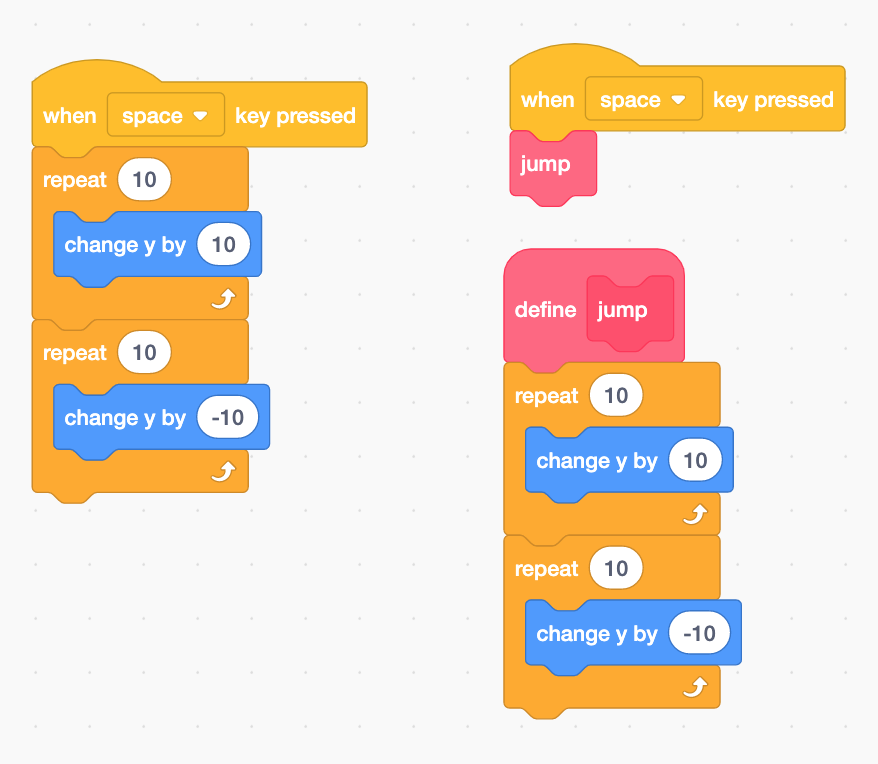 when space key pressed
repeat 10
change y by 10
repeat 10
change y by -10
when space key pressed
jump
define jump
repeat 10
change y by 10
repeat 10
change y by -10